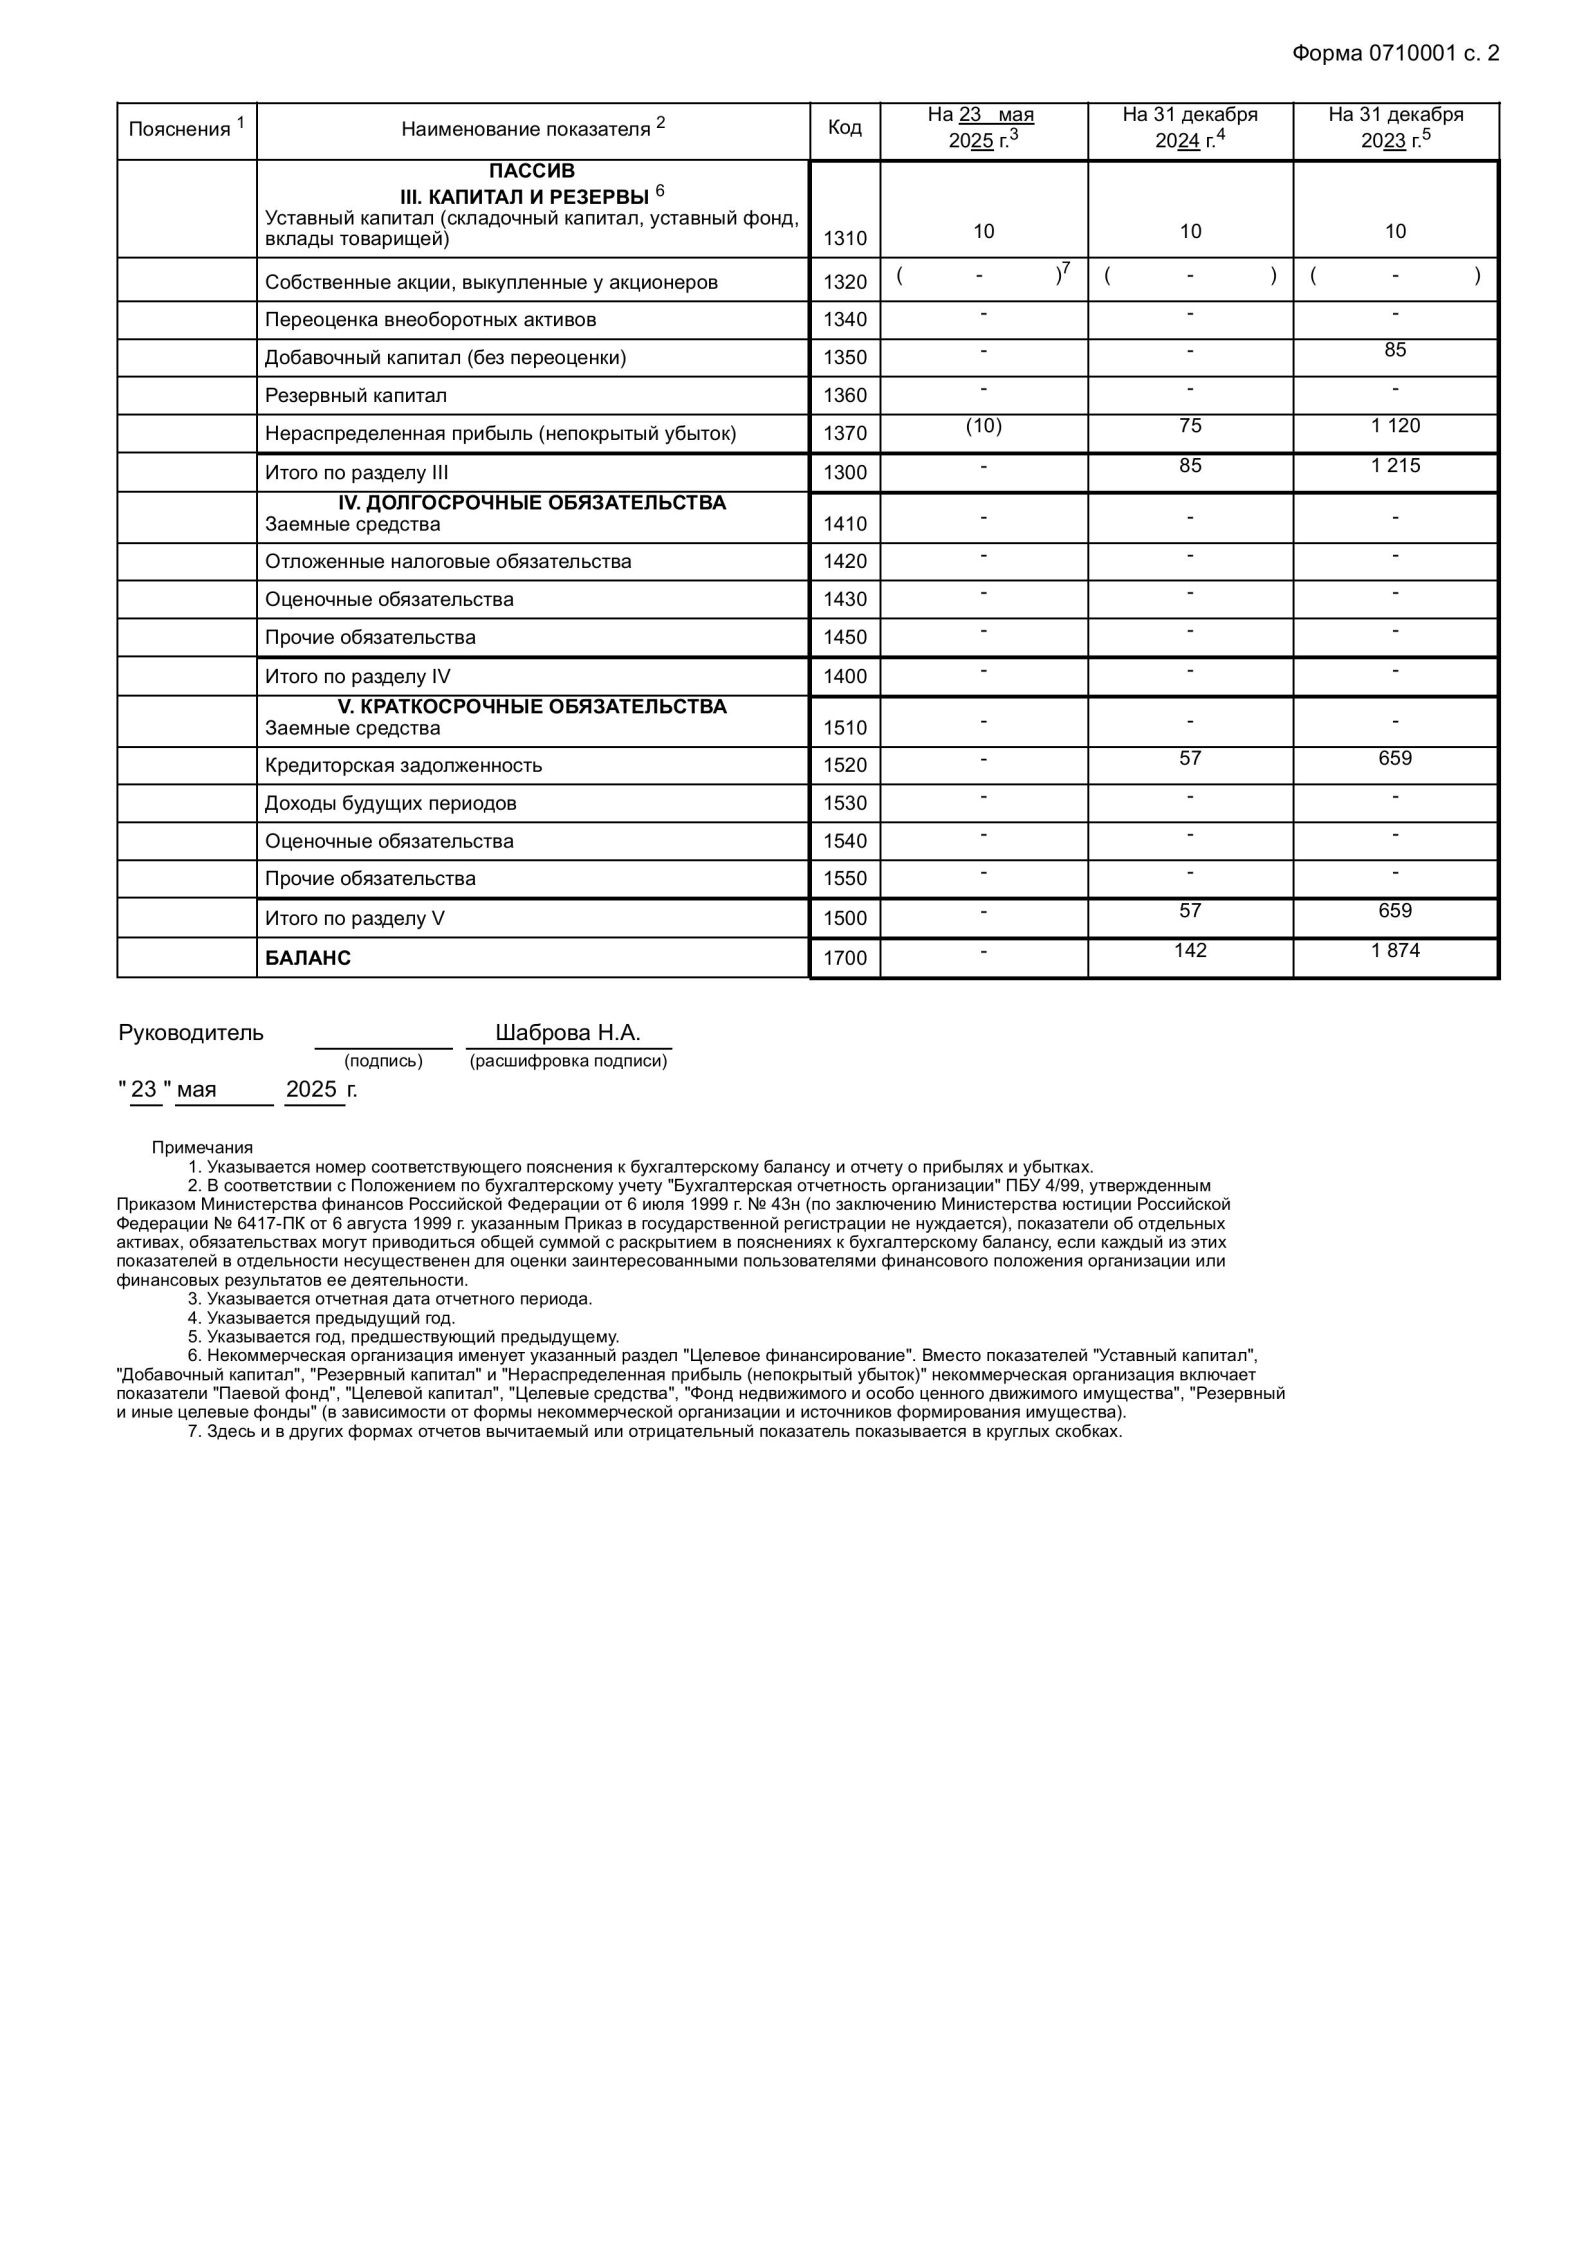 Форма 0710001 с. 2
Пояснения 1 Наименование показателя 2 Код На 23 мая 2025 г.3 На 31 декабря 2024 г.4 На 31 декабря 2023 г.5
ПАССИВ
III. КАПИТАЛ И РЕЗЕРВЫ 6
Уставный капитал (складочный капитал, уставный фонд,
вклады товарищей) 1310 10 10 10
Собственные акции, выкупленные у акционеров 1320 ( - )7 ( - ) ( - )
Переоценка внеоборотных активов 1340 - - -
Добавочный капитал (без переоценки) 1350 - - 85
Резервный капитал 1360 - - -
Нераспределенная прибыль (непокрытый убыток) 1370 (10) 75 1 120
Итого по разделу III 1300 - 85 1 215
IV. ДОЛГОСРОЧНЫЕ ОБЯЗАТЕЛЬСТВА
Заемные средства 1410 - - -
Отложенные налоговые обязательства 1420 - - -
Оценочные обязательства 1430 - - -
Прочие обязательства 1450 - - -
Итого по разделу IV 1400 - - -
V. КРАТКОСРОЧНЫЕ ОБЯЗАТЕЛЬСТВА
Заемные средства 1510 - - -
Кредиторская задолженность 1520 - 57 659
Доходы будущих периодов 1530 - - -
Оценочные обязательства 1540 - - -
Прочие обязательства 1550 - - -
Итого по разделу V 1500 - 57 659
БАЛАНС 1700 - 142 1 874
Руководитель Шаброва Н.А.
(подпись) (расшифровка подписи)
" 23 " мая 2025 г.
Примечания
1. Указывается номер соответствующего пояснения к бухгалтерскому балансу и отчету о прибылях и убытках.
2. В соответствии с Положением по бухгалтерскому учету "Бухгалтерская отчетность организации" ПБУ 4/99, утвержденным
Приказом Министерства финансов Российской Федерации от 6 июля 1999 г. № 43н (по заключению Министерства юстиции Российской
Федерации № 6417-ПК от 6 августа 1999 г. указанным Приказ в государственной регистрации не нуждается), показатели об отдельных
активах, обязательствах могут приводиться общей суммой с раскрытием в пояснениях к бухгалтерскому балансу, если каждый из этих
показателей в отдельности несущественен для оценки заинтересованными пользователями финансового положения организации или
финансовых результатов ее деятельности.
3. Указывается отчетная дата отчетного периода.
4. Указывается предыдущий год.
5. Указывается год, предшествующий предыдущему.
6. Некоммерческая организация именует указанный раздел "Целевое финансирование". Вместо показателей "Уставный капитал",
"Добавочный капитал", "Резервный капитал" и "Нераспределенная прибыль (непокрытый убыток)" некоммерческая организация включает
показатели "Паевой фонд", "Целевой капитал", "Целевые средства", "Фонд недвижимого и особо ценного движимого имущества", "Резервный
и иные целевые фонды" (в зависимости от формы некоммерческой организации и источников формирования имущества).
7. Здесь и в других формах отчетов вычитаемый или отрицательный показатель показывается в круглых скобках.